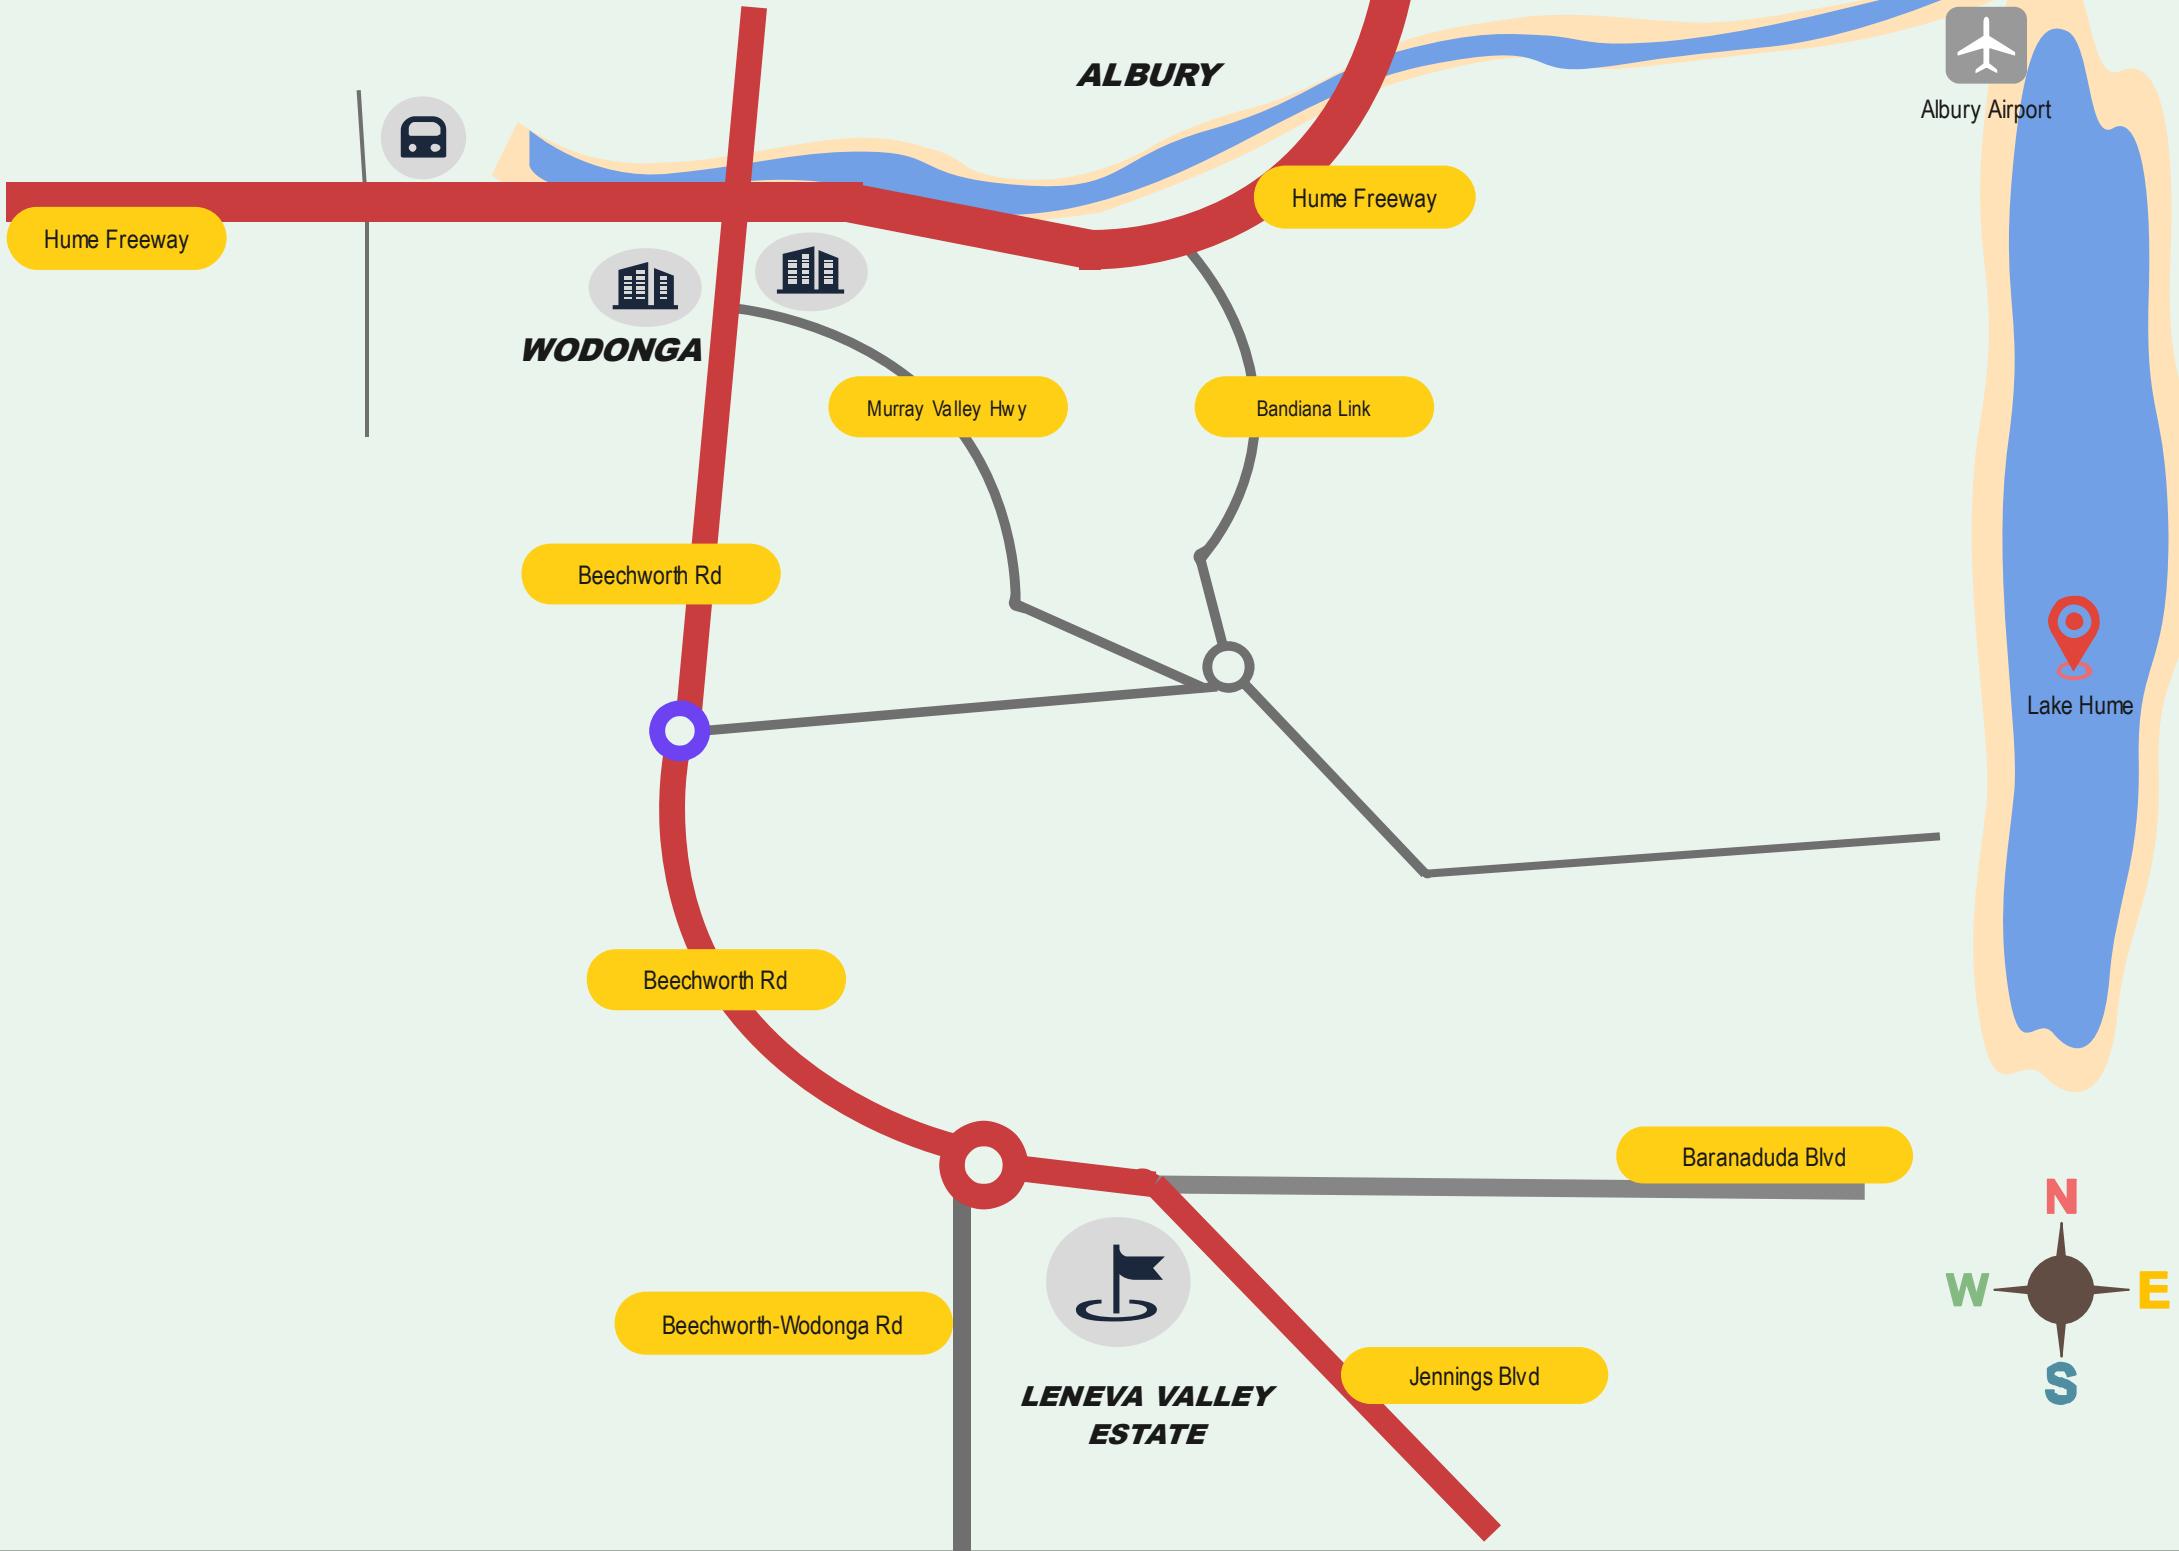 ALBURY
Albury Airport
Hume Freeway
Hume Freeway
WODONGA
Murray Valley Hwy
Bandiana Link
Beechworth Rd
Lake Hume
Beechworth Rd
Baranaduda Blvd
N
W
E
S
Beechworth-Wodonga Rd
Jennings Blvd
LENEVA VALLEY
ESTATE